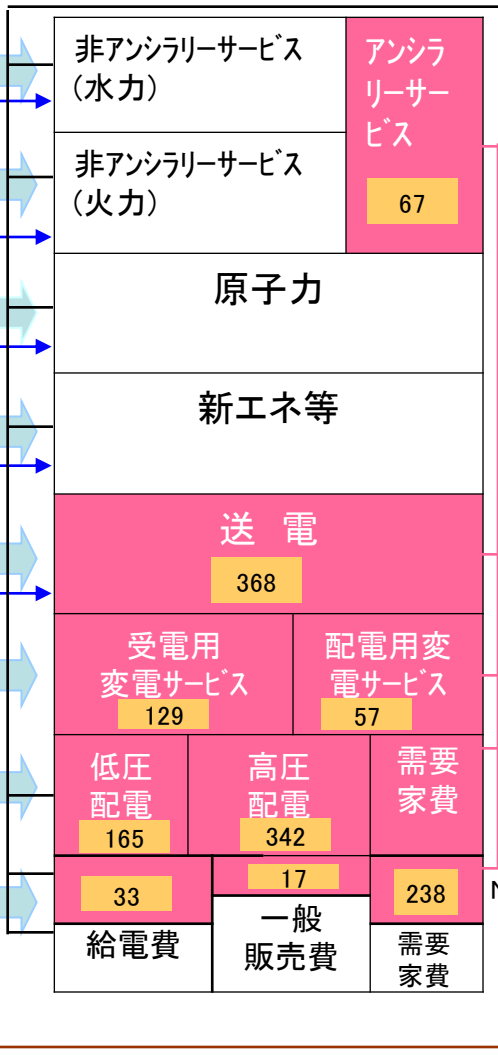 非アンシラリーサービス
(水力)
アンシラ
リーサー
ビス
67
非アンシラリーサービス
(火力)
原子力
新エネ等
送 電
368
受電用
変電サービス
129
配電用変
電サービス
57
低圧
配電
165
高圧
配電
342
需要
家費
33
17
238
給電費
一般
販売費
需要
家費